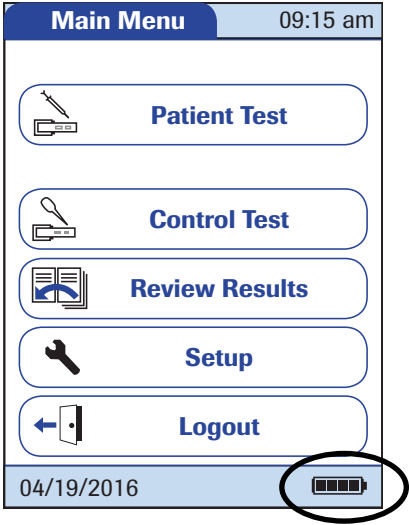 Main Menu 09:15 am
Patient Test
Control Test
Review Results
Setup
Logout
04/19/2016